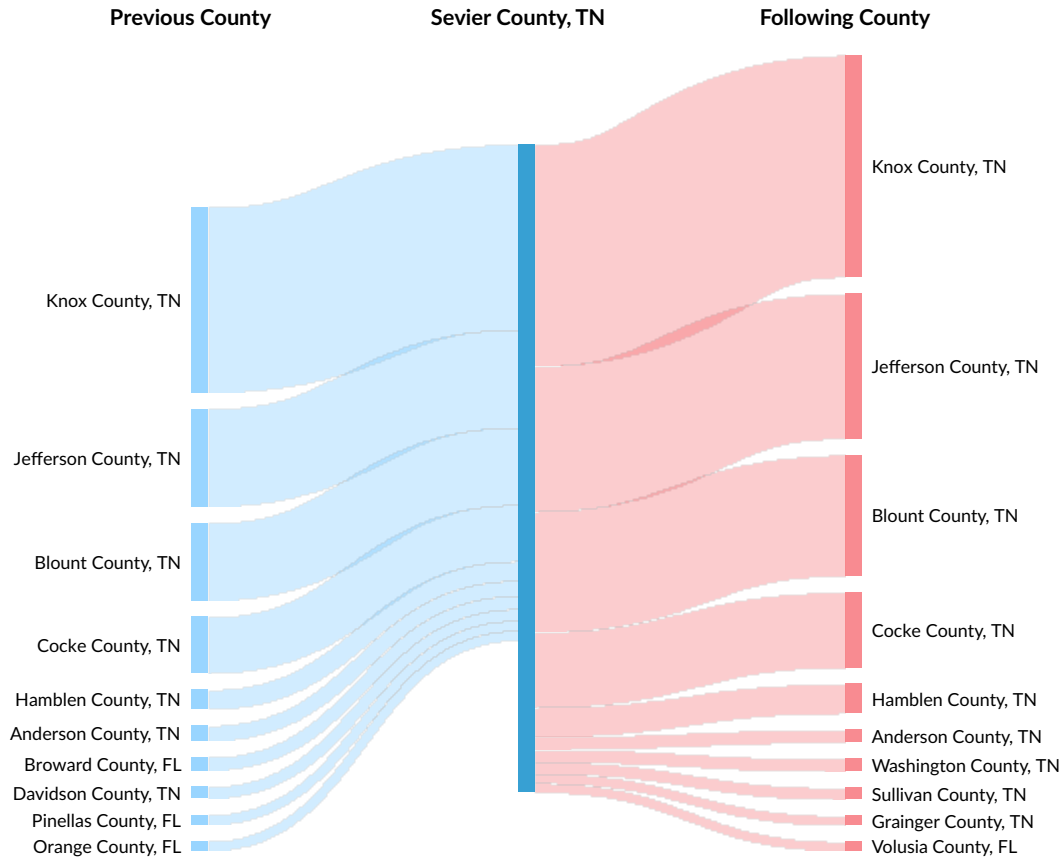 Previous County
Sevier County, TN
Following County
Knox County, TN
Jefferson County, TN
Blount County, TN
Cocke County, TN
Hamblen County, TN
Anderson County, TN
Broward County, FL
Davidson County, TN
Pinellas County, FL
Orange County, FL
Knox County, TN
Jefferson County, TN
Blount County, TN
Cocke County, TN
Hamblen County, TN
Anderson County, TN
Washington County, TN
Sullivan County, TN
Grainger County, TN
Volusia County, FL